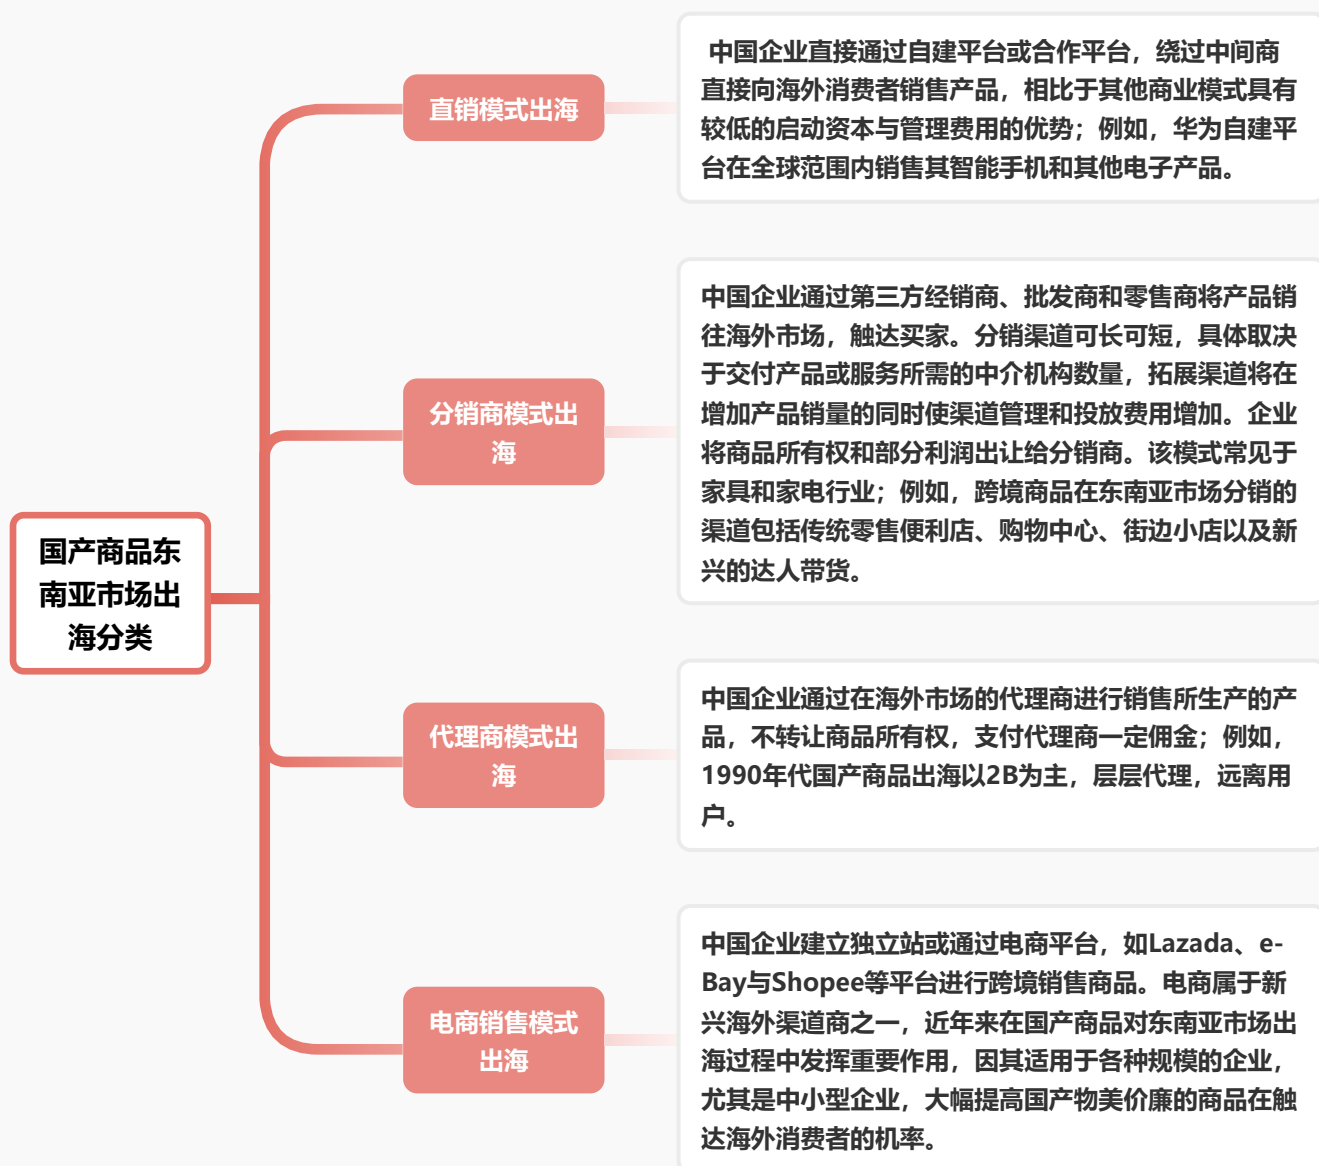 国产商品东
南亚市场出
海分类
直销模式出海
中国企业直接通过自建平台或合作平台，绕过中间商
直接向海外消费者销售产品，相比于其他商业模式具有
较低的启动资本与管理费用的优势；例如，华为自建平
台在全球范围内销售其智能手机和其他电子产品。
分销商模式出
海
中国企业通过第三方经销商、批发商和零售商将产品销
往海外市场，触达买家。分销渠道可长可短，具体取决
于交付产品或服务所需的中介机构数量，拓展渠道将在
增加产品销量的同时使渠道管理和投放费用增加。企业
将商品所有权和部分利润出让给分销商。该模式常见于
家具和家电行业；例如，跨境商品在东南亚市场分销的
渠道包括传统零售便利店、购物中心、街边小店以及新
兴的达人带货。
代理商模式出
海
中国企业通过在海外市场的代理商进行销售所生产的产
品，不转让商品所有权，支付代理商一定佣金；例如，
1990年代国产商品出海以2B为主，层层代理，远离用
户。
电商销售模式
出海
中国企业建立独立站或通过电商平台，如Lazada、e-
Bay与Shopee等平台进行跨境销售商品。电商属于新
兴海外渠道商之一，近年来在国产商品对东南亚市场出
海过程中发挥重要作用，因其适用于各种规模的企业，
尤其是中小型企业，大幅提高国产物美价廉的商品在触
达海外消费者的机率。